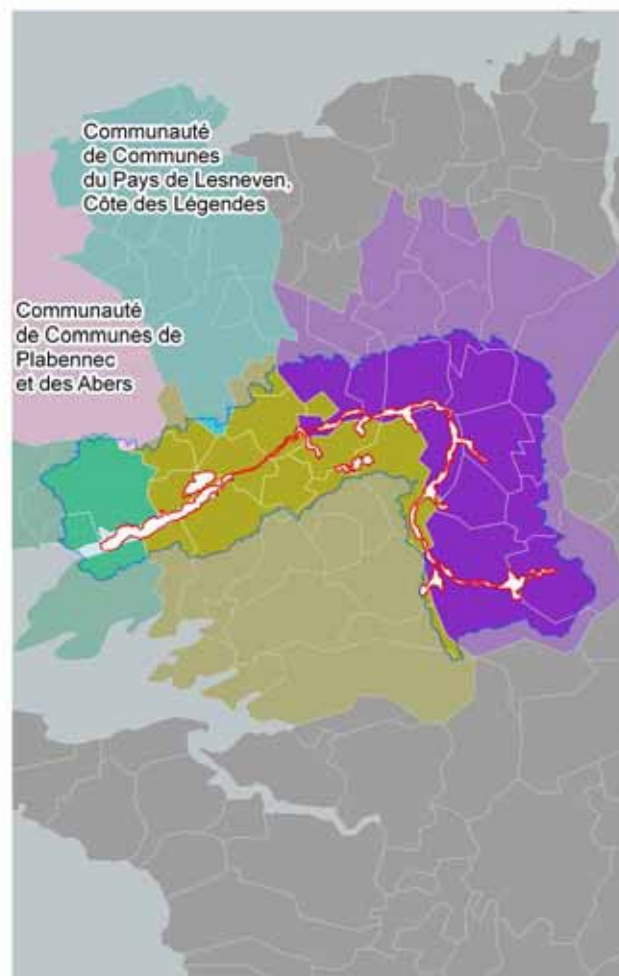 Communauté
de Communes
du Pays de Lesneven,
Côte des Légendes
Communauté
de Communes de
Plabennec
et des Abers